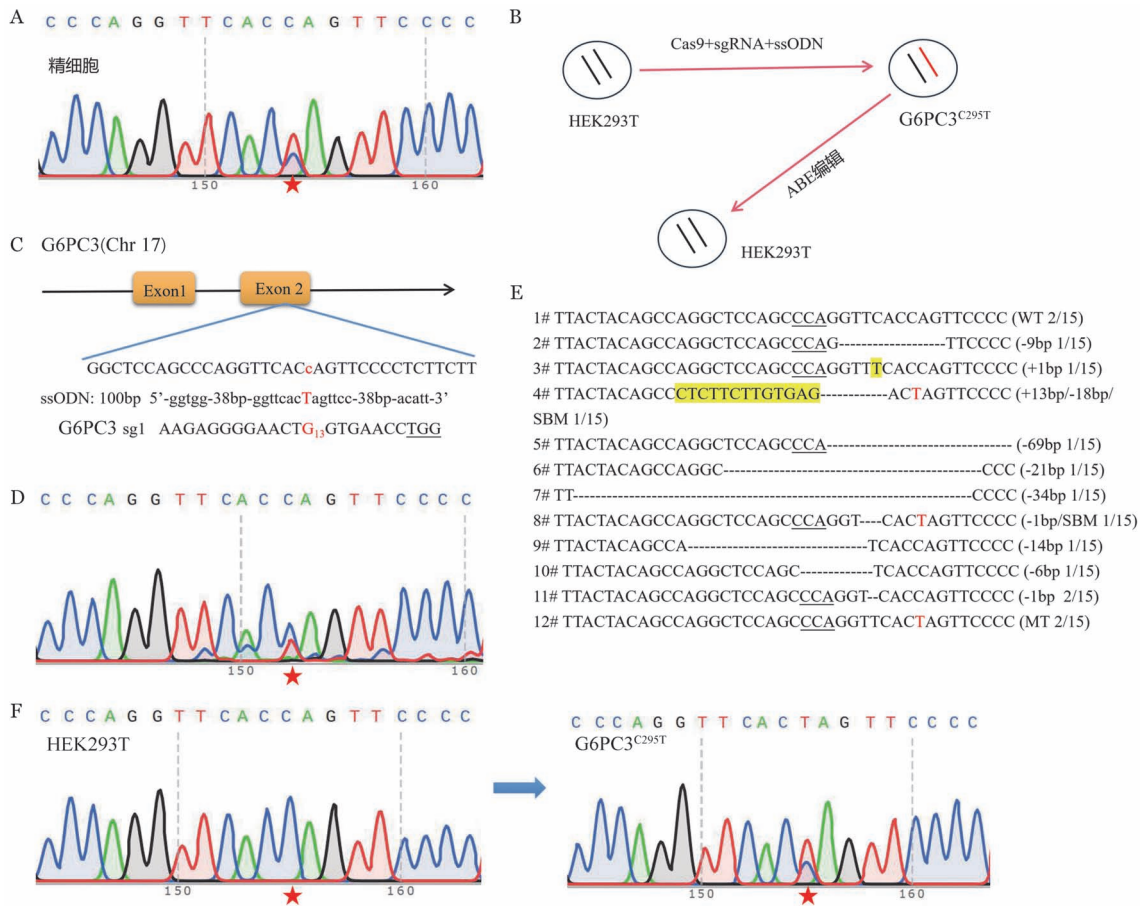 A
C C C A G G T T C A C C A G T T C C C C
精细胞
150
160
B
Cas9+sgRNA+ssODN
HEK293T
G6PC3C295T
ABE编辑
HEK293T
C
G6PC3(Chr 17)
Exon1
Exon 2
GGCTCCAGCCCAGGTTCACcAGTTCCCCTCTTCTT
ssODN: 100bp 5'-ggtgg-38bp-ggttcacTagttcc-38bp-acatt-3'
G6PC3 sg1 AAGAGGGGAACTG13GTGAACCTGG
D
C C C A G G T T C A C C A G T T C C C C
150
160
E
1# TTACTACAGCCAGGCTCCAGCCCAGGTTCACCAGTTCCCC (WT 2/15)
2# TTACTACAGCCAGGCTCCAGCCCAG-------------------TTCCCC (-9bp 1/15)
3# TTACTACAGCCAGGCTCCAGCCCAGGTTTCACCAGTTCCCC (+1bp 1/15)
4# TTACTACAGCCCTCTTCTTGTGAG------------ACTAGTTCCCC (+13bp/-18bp/
SBM 1/15)
5# TTACTACAGCCAGGCTCCAGCCCA--------------------------------- (-69bp 1/15)
6# TTACTACAGCCAGGC----------------------------------------------CCC (-21bp 1/15)
7# TT-----------------------------------------------------------------------CCCC (-34bp 1/15)
8# TTACTACAGCCAGGCTCCAGCCCAGGT----CACTAGTTCCCC (-1bp/SBM 1/15)
9# TTACTACAGCCA--------------------------------TCACCAGTTCCCC (-14bp 1/15)
10# TTACTACAGCCAGGCTCCAGC-------------TCACCAGTTCCCC (-6bp 1/15)
11# TTACTACAGCCAGGCTCCAGCCCAGGT--CACCAGTTCCCC (-1bp 2/15)
12# TTACTACAGCCAGGCTCCAGCCCAGGTTCACTAGTTCCCC (MT 2/15)
F
C C C A G G T T C A C C A G T T C C C C
HEK293T
150
160
C C C A G G T T C A C T A G T T C C C C
G6PC3C295T
150
160